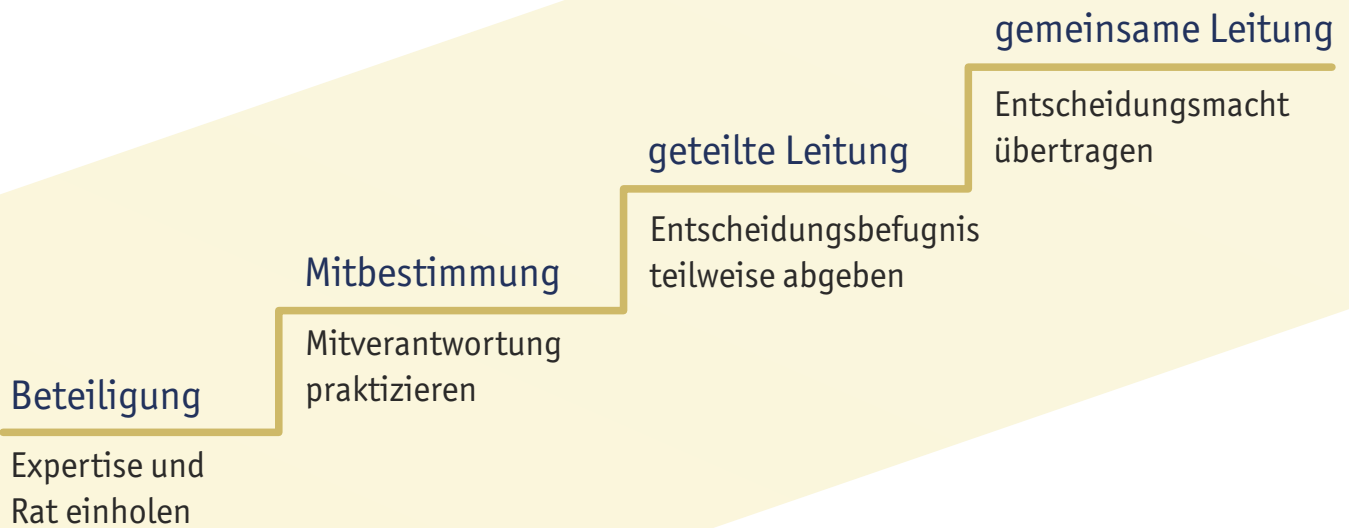 gemeinsame Leitung
Entscheidungsmacht
übertragen
geteilte Leitung
Entscheidungsbefugnis
teilweise abgeben
Mitbestimmung
Mitverantwortung
praktizieren
Beteiligung
Expertise und
Rat einholen